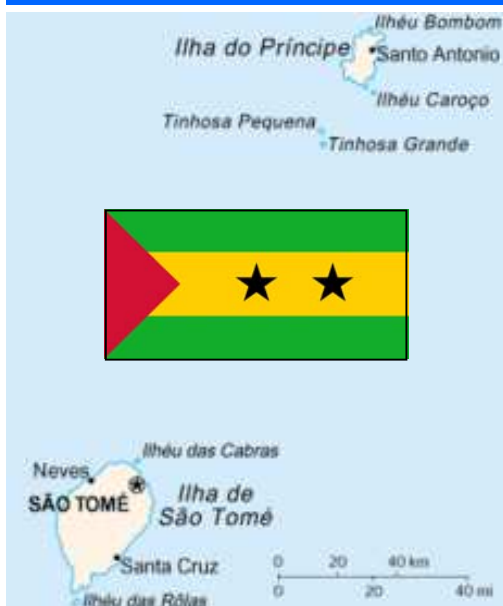 Ilhéu Bombom
Ilha do Príncipe
Santo Antonio
Ilhéu Caroço
Tinhosa Pequena
Tinhosa Grande
Ilhéu das Cabras
Neves
SÃO TOMÉ
Ilha de
São Tomé
Santa Cruz
0 20 40 km
0 20 40 mi
Ilhéu das Rôlas